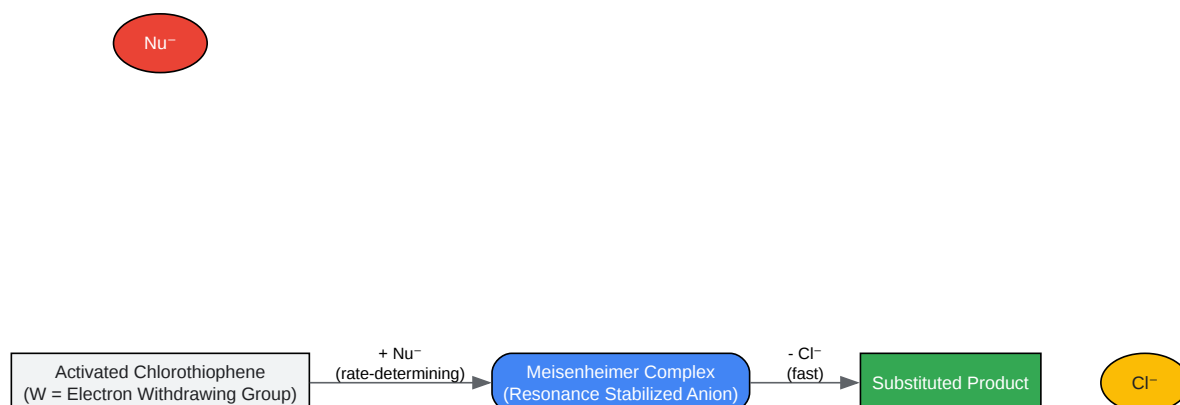 Nu⁻
Activated Chlorothiophene
(W = Electron Withdrawing Group)
+ Nu⁻
(rate-determining)
Meisenheimer Complex
(Resonance Stabilized Anion)
- Cl⁻
(fast)
Substituted Product
Cl⁻